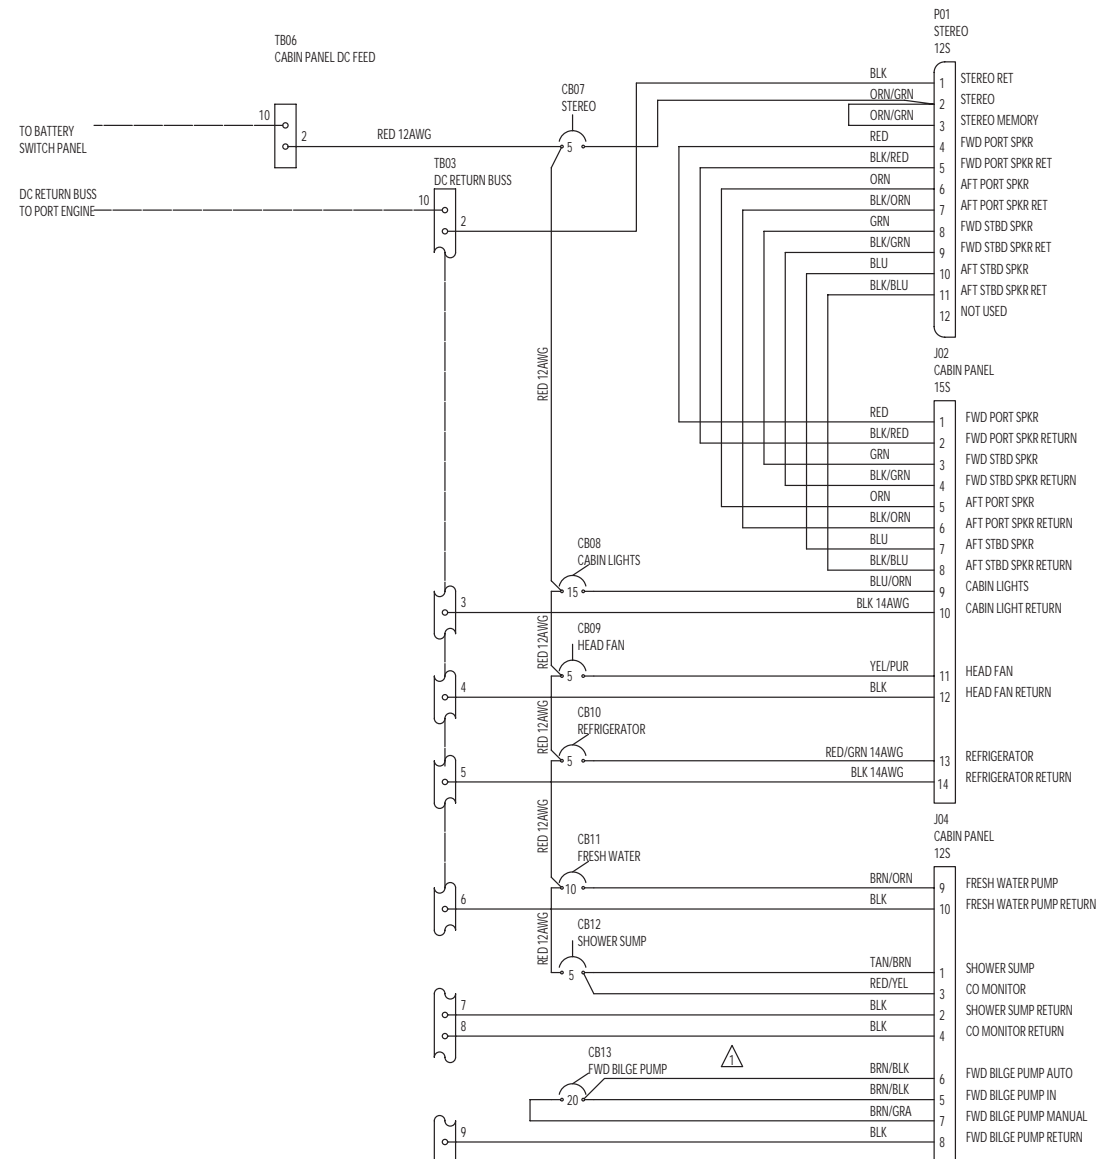 P01
STEREO
12S
TB06
CABIN PANEL DC FEED
BLK
1
STEREO RET
CB07
STEREO
ORN/GRN
2
STEREO
10
ORN/GRN
3
STEREO MEMORY
TO BATTERY
SWITCH PANEL
2
RED 12AWG
5
RED
4
FWD PORT SPKR
TB03
DC RETURN BUSS
BLK/RED
5
FWD PORT SPKR RET
ORN
6
AFT PORT SPKR
DC RETURN BUSS
TO PORT ENGINE
10
BLK/ORN
7
AFT PORT SPKR RET
2
GRN
8
FWD STBD SPKR
BLK/GRN
9
FWD STBD SPKR RET
BLU
10
AFT STBD SPKR
BLK/BLU
11
AFT STBD SPKR RET
12
NOT USED
J02
CABIN PANEL
15S
RED 12AWG
RED
1
FWD PORT SPKR
BLK/RED
2
FWD PORT SPKR RETURN
GRN
3
FWD STBD SPKR
BLK/GRN
4
FWD STBD SPKR RETURN
ORN
5
AFT PORT SPKR
BLK/ORN
6
AFT PORT SPKR RETURN
BLU
7
AFT STBD SPKR
CB08
CABIN LIGHTS
BLK/BLU
8
AFT STBD SPKR RETURN
15
BLU/ORN
9
CABIN LIGHTS
3
BLK 14AWG
10
CABIN LIGHT RETURN
RED 12AWG
CB09
HEAD FAN
5
YEL/PUR
11
HEAD FAN
4
BLK
12
HEAD FAN RETURN
RED 12AWG
CB10
REFRIGERATOR
5
RED/GRN 14AWG
13
REFRIGERATOR
5
BLK 14AWG
14
REFRIGERATOR RETURN
J04
CABIN PANEL
12S
RED 12AWG
CB11
FRESH WATER
10
BRN/ORN
9
FRESH WATER PUMP
6
BLK
10
FRESH WATER PUMP RETURN
RED 12AWG
CB12
SHOWER SUMP
5
TAN/BRN
1
SHOWER SUMP
RED/YEL
3
CO MONITOR
7
BLK
2
SHOWER SUMP RETURN
8
BLK
4
CO MONITOR RETURN
CB13
FWD BILGE PUMP
1
BRN/BLK
6
FWD BILGE PUMP AUTO
20
BRN/BLK
5
FWD BILGE PUMP IN
BRN/GRA
7
FWD BILGE PUMP MANUAL
9
BLK
8
FWD BILGE PUMP RETURN